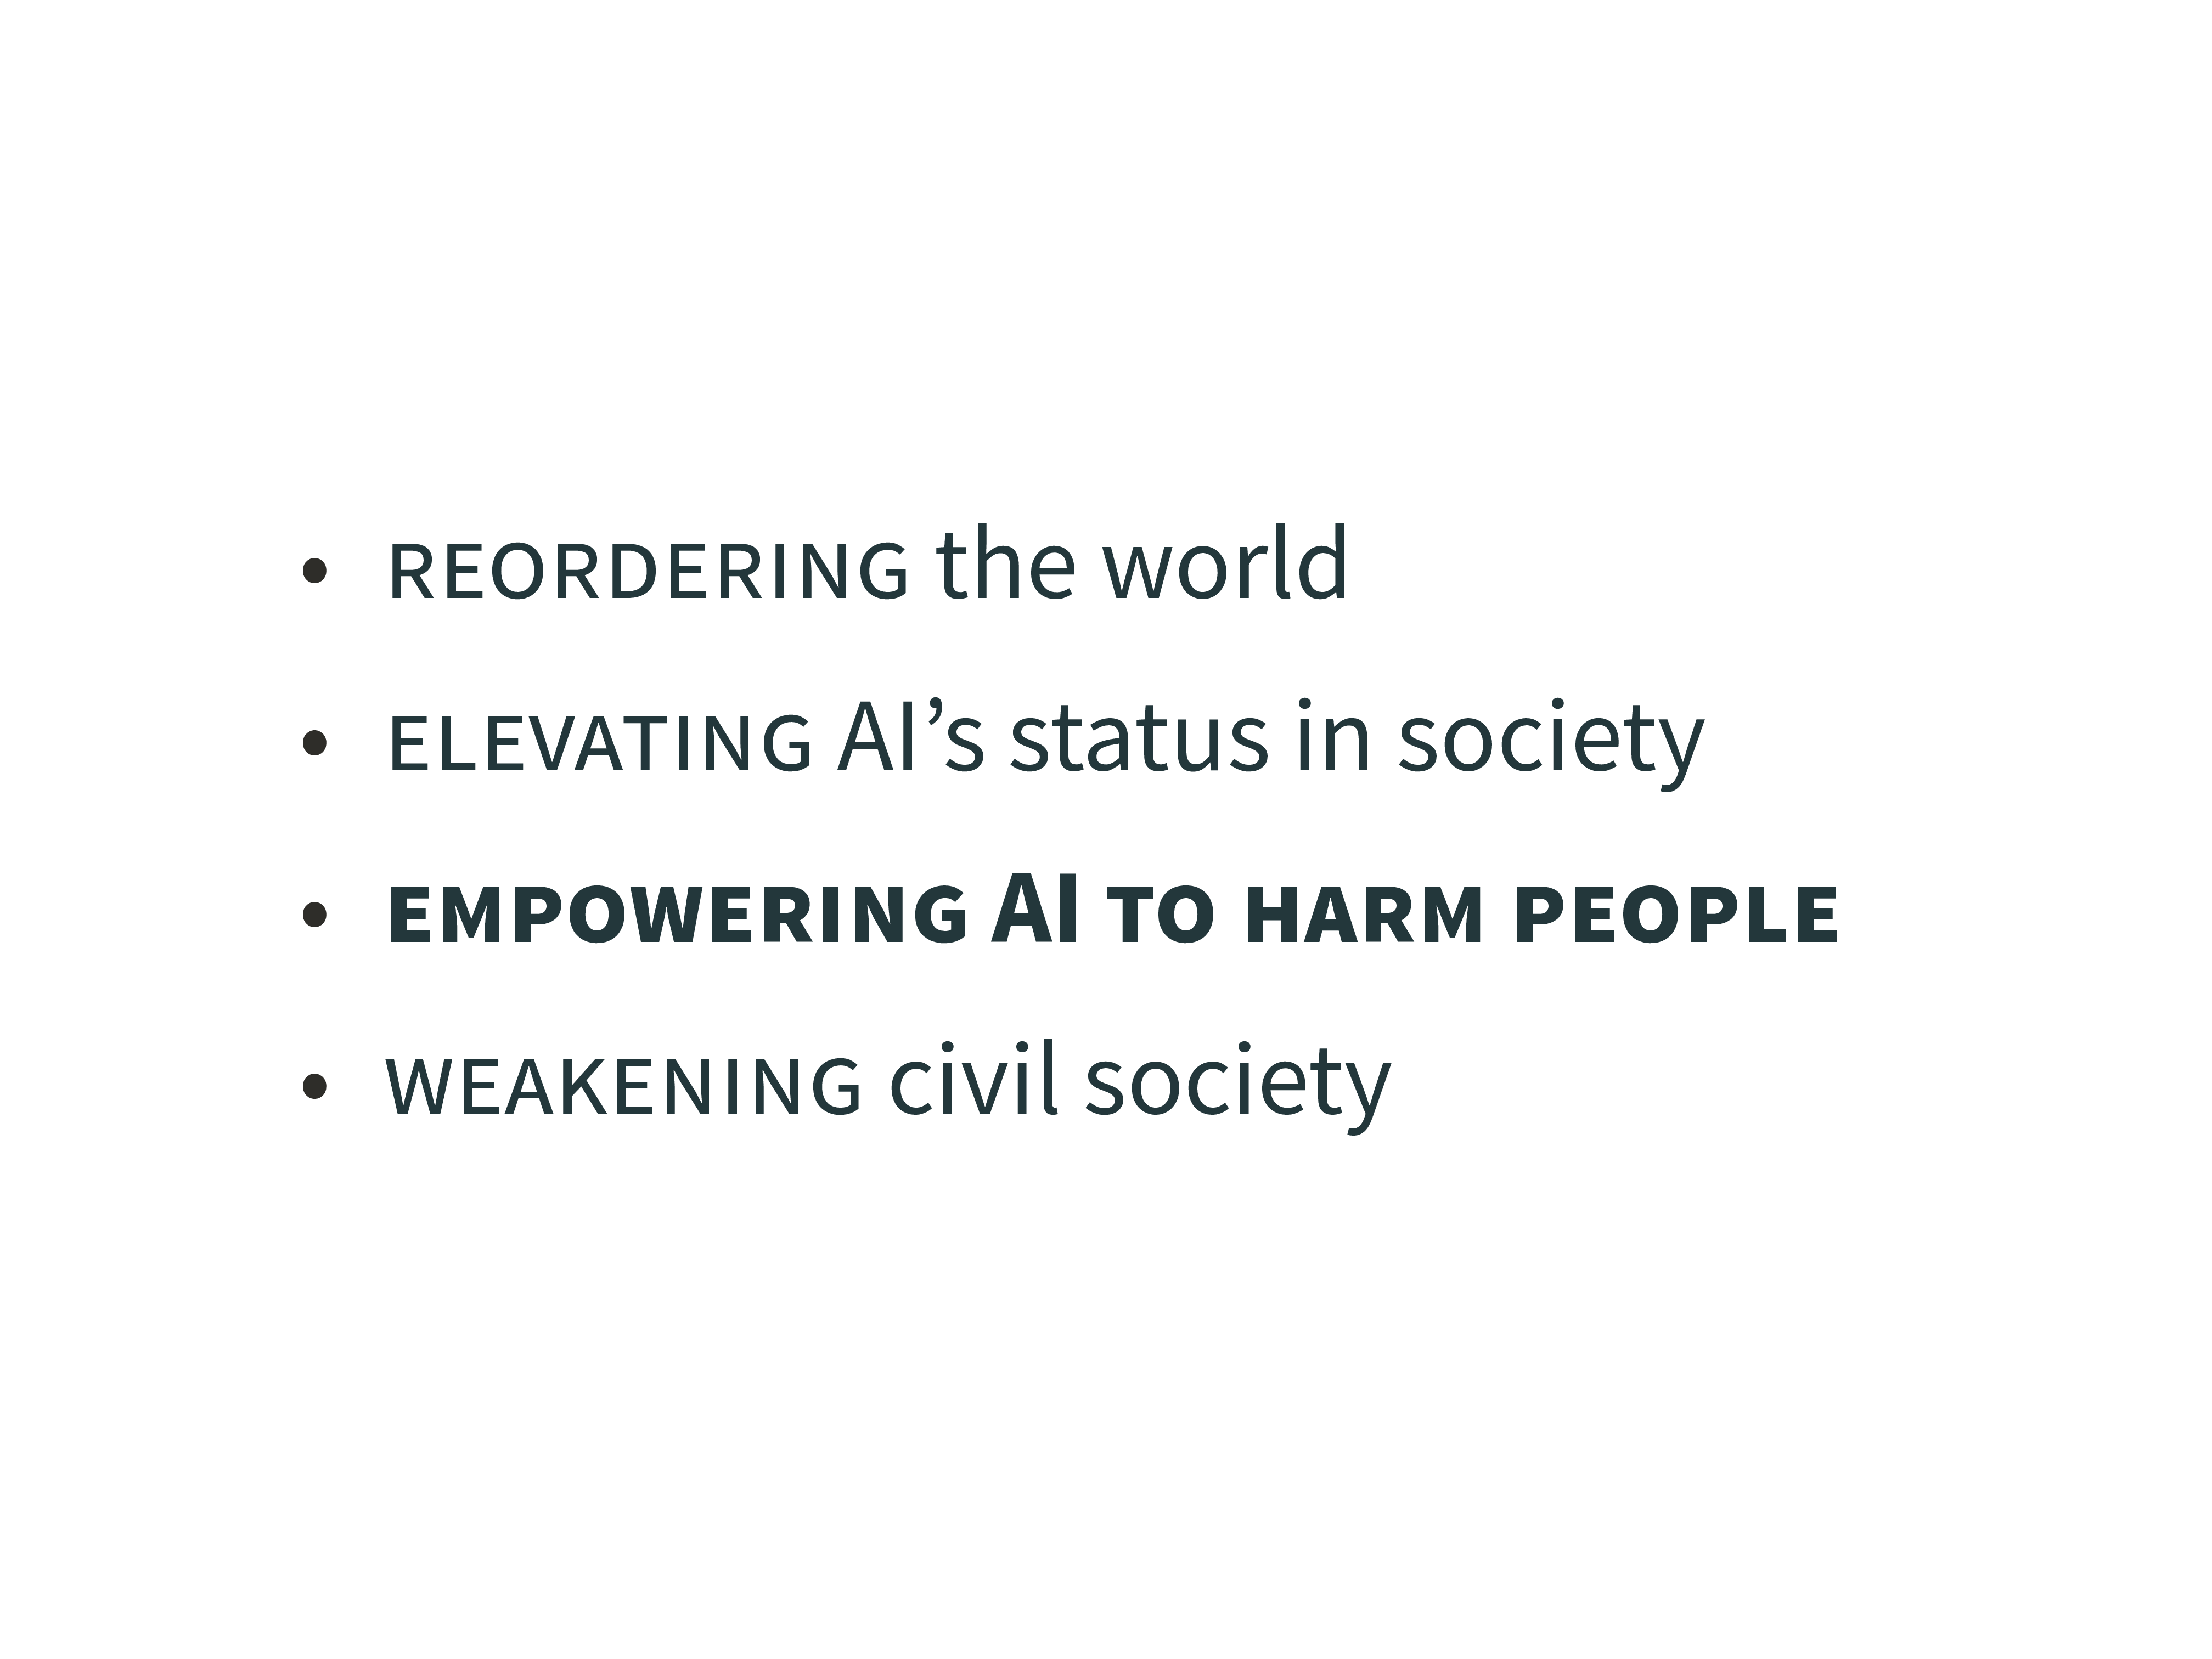 • REORDERING the world
• ELEVATING AI’s status in society
• EMPOWERING AI TO HARM PEOPLE
• WEAKENING civil society